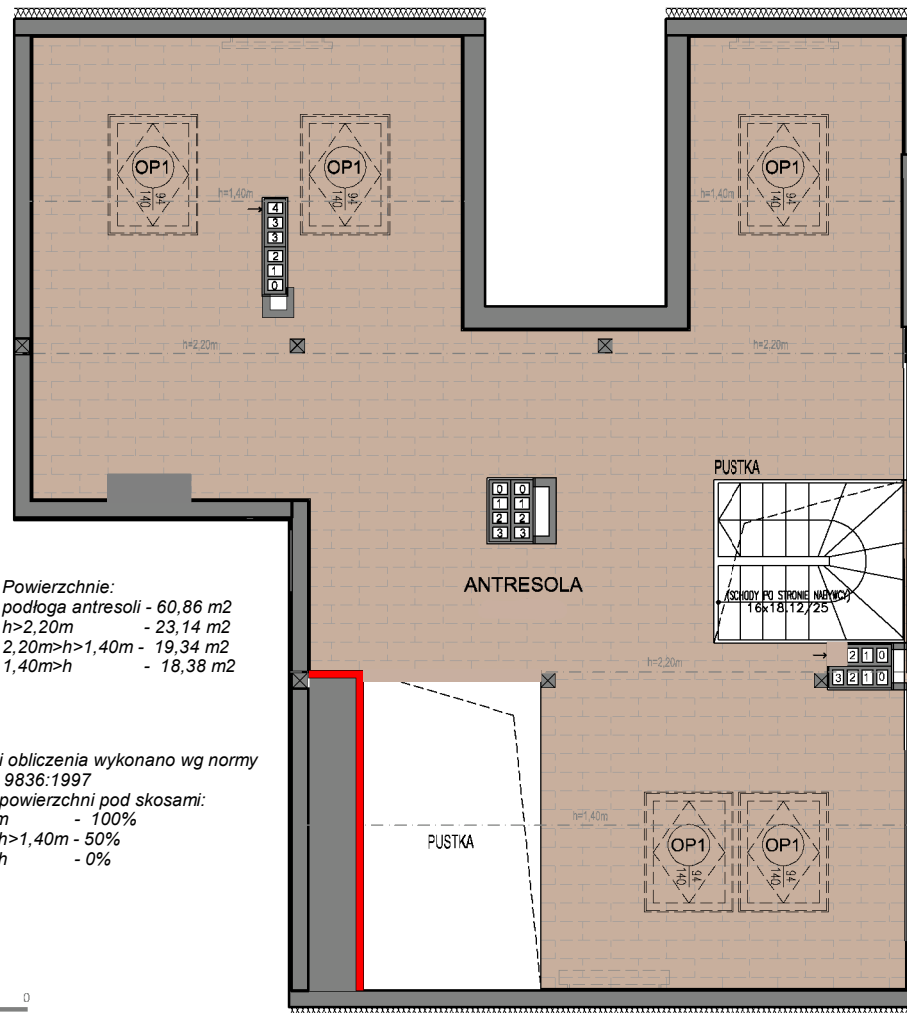 OP1
94
140
OP1
94
140
OP1
94
140
h=1,40m
h=1,40m
4
3
3
2
1
0
h=2,20m
h=2,20m
PUSTKA
0 0
1 1
2 2
3 3
ANTRESOLA
(SCHODY PO STRONIE NABYWCY)
16x18.12/25
Powierzchnie:
podłoga antresoli - 60,86 m2
h>2,20m - 23,14 m2
2,20m>h>1,40m - 19,34 m2
1,40m>h - 18,38 m2
2 1 0
3 2 1 0
h=2,20m
i obliczenia wykonano wg normy
9836:1997
powierzchni pod skosami:
m - 100%
h>1,40m - 50%
h - 0%
h=1,40m
PUSTKA
OP1
94
140
OP1
94
140
0